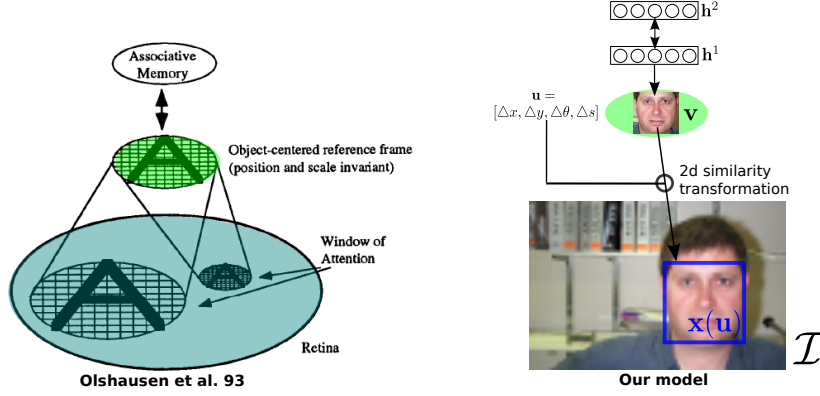 Associative
Memory
Object-centered reference frame
(position and scale invariant)
Window of
Attention
Retina
Olshausen et al. 93
h²
h¹
u =
[△x, △y, △θ, △s]
v
2d similarity
transformation
x(u)
ℐ
Our model